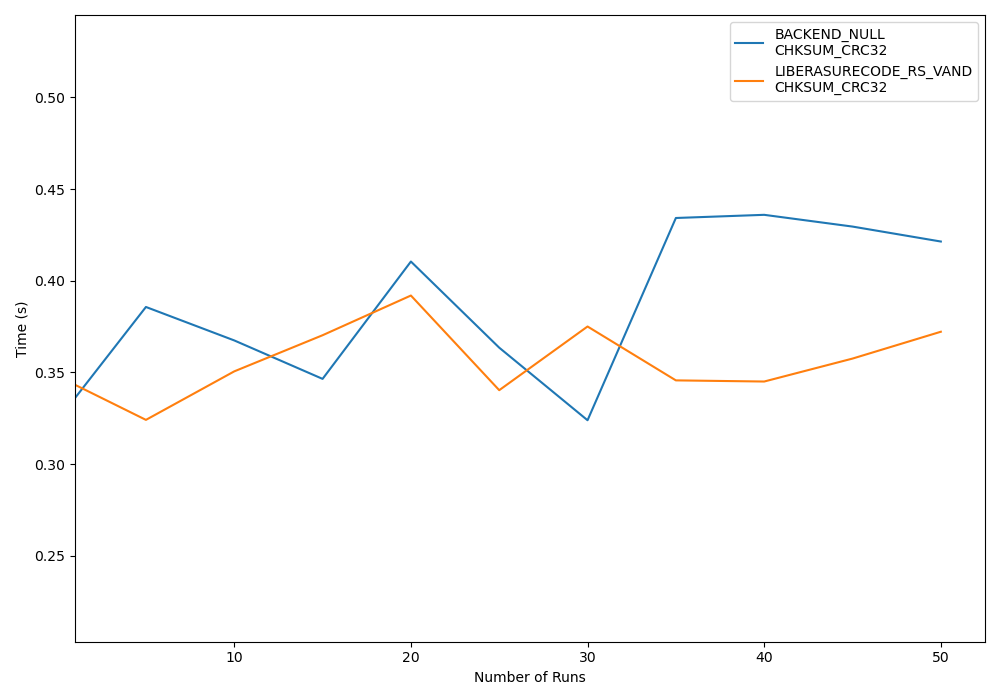 BACKEND_NULL
CHKSUM_CRC32
LIBERASURECODE_RS_VAND
CHKSUM_CRC32
0.50
0.45
0.40
0.35
0.30
0.25
Time (s)
10 20 30 40 50
Number of Runs